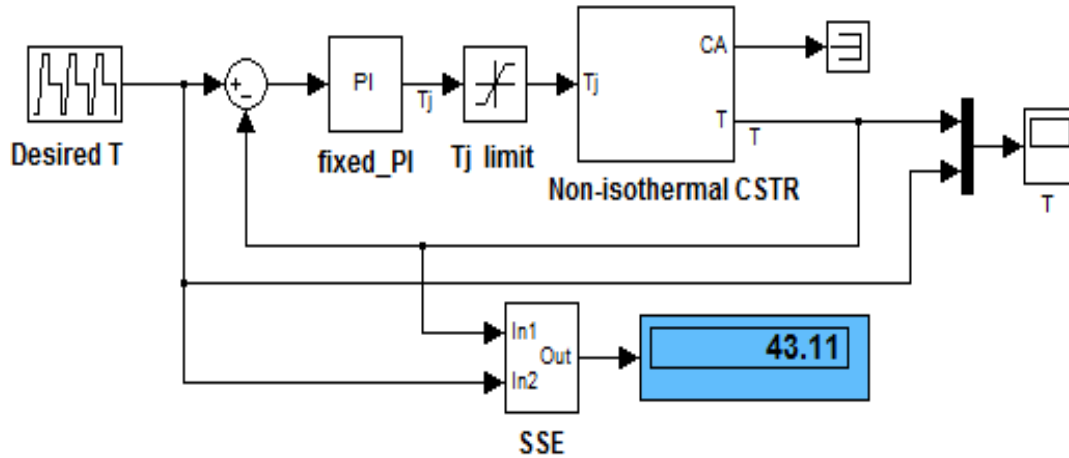 Desired T
+
−
PI
Tj
fixed_PI
Tj limit
Tj
CA
T
T
Non-isothermal CSTR
T
In1
In2
Out
SSE
43.11